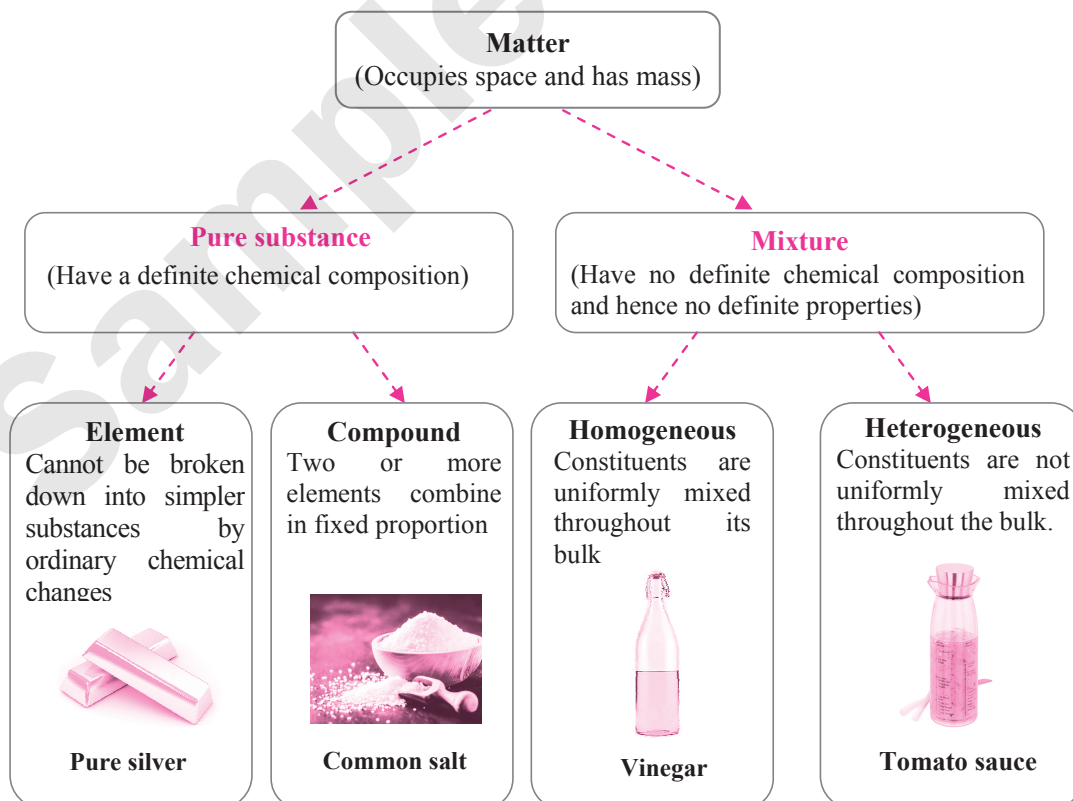 Sample
Matter
(Occupies space and has mass)
Pure substance
(Have a definite chemical composition)
Mixture
(Have no definite chemical composition
and hence no definite properties)
Element
Cannot be broken
down into simpler
substances by
ordinary chemical
changes
Pure silver
Compound
Two or more
elements combine
in fixed proportion
Common salt
Homogeneous
Constituents are
uniformly mixed
throughout its
bulk
Vinegar
Heterogeneous
Constituents are not
uniformly mixed
throughout the bulk.
Tomato sauce